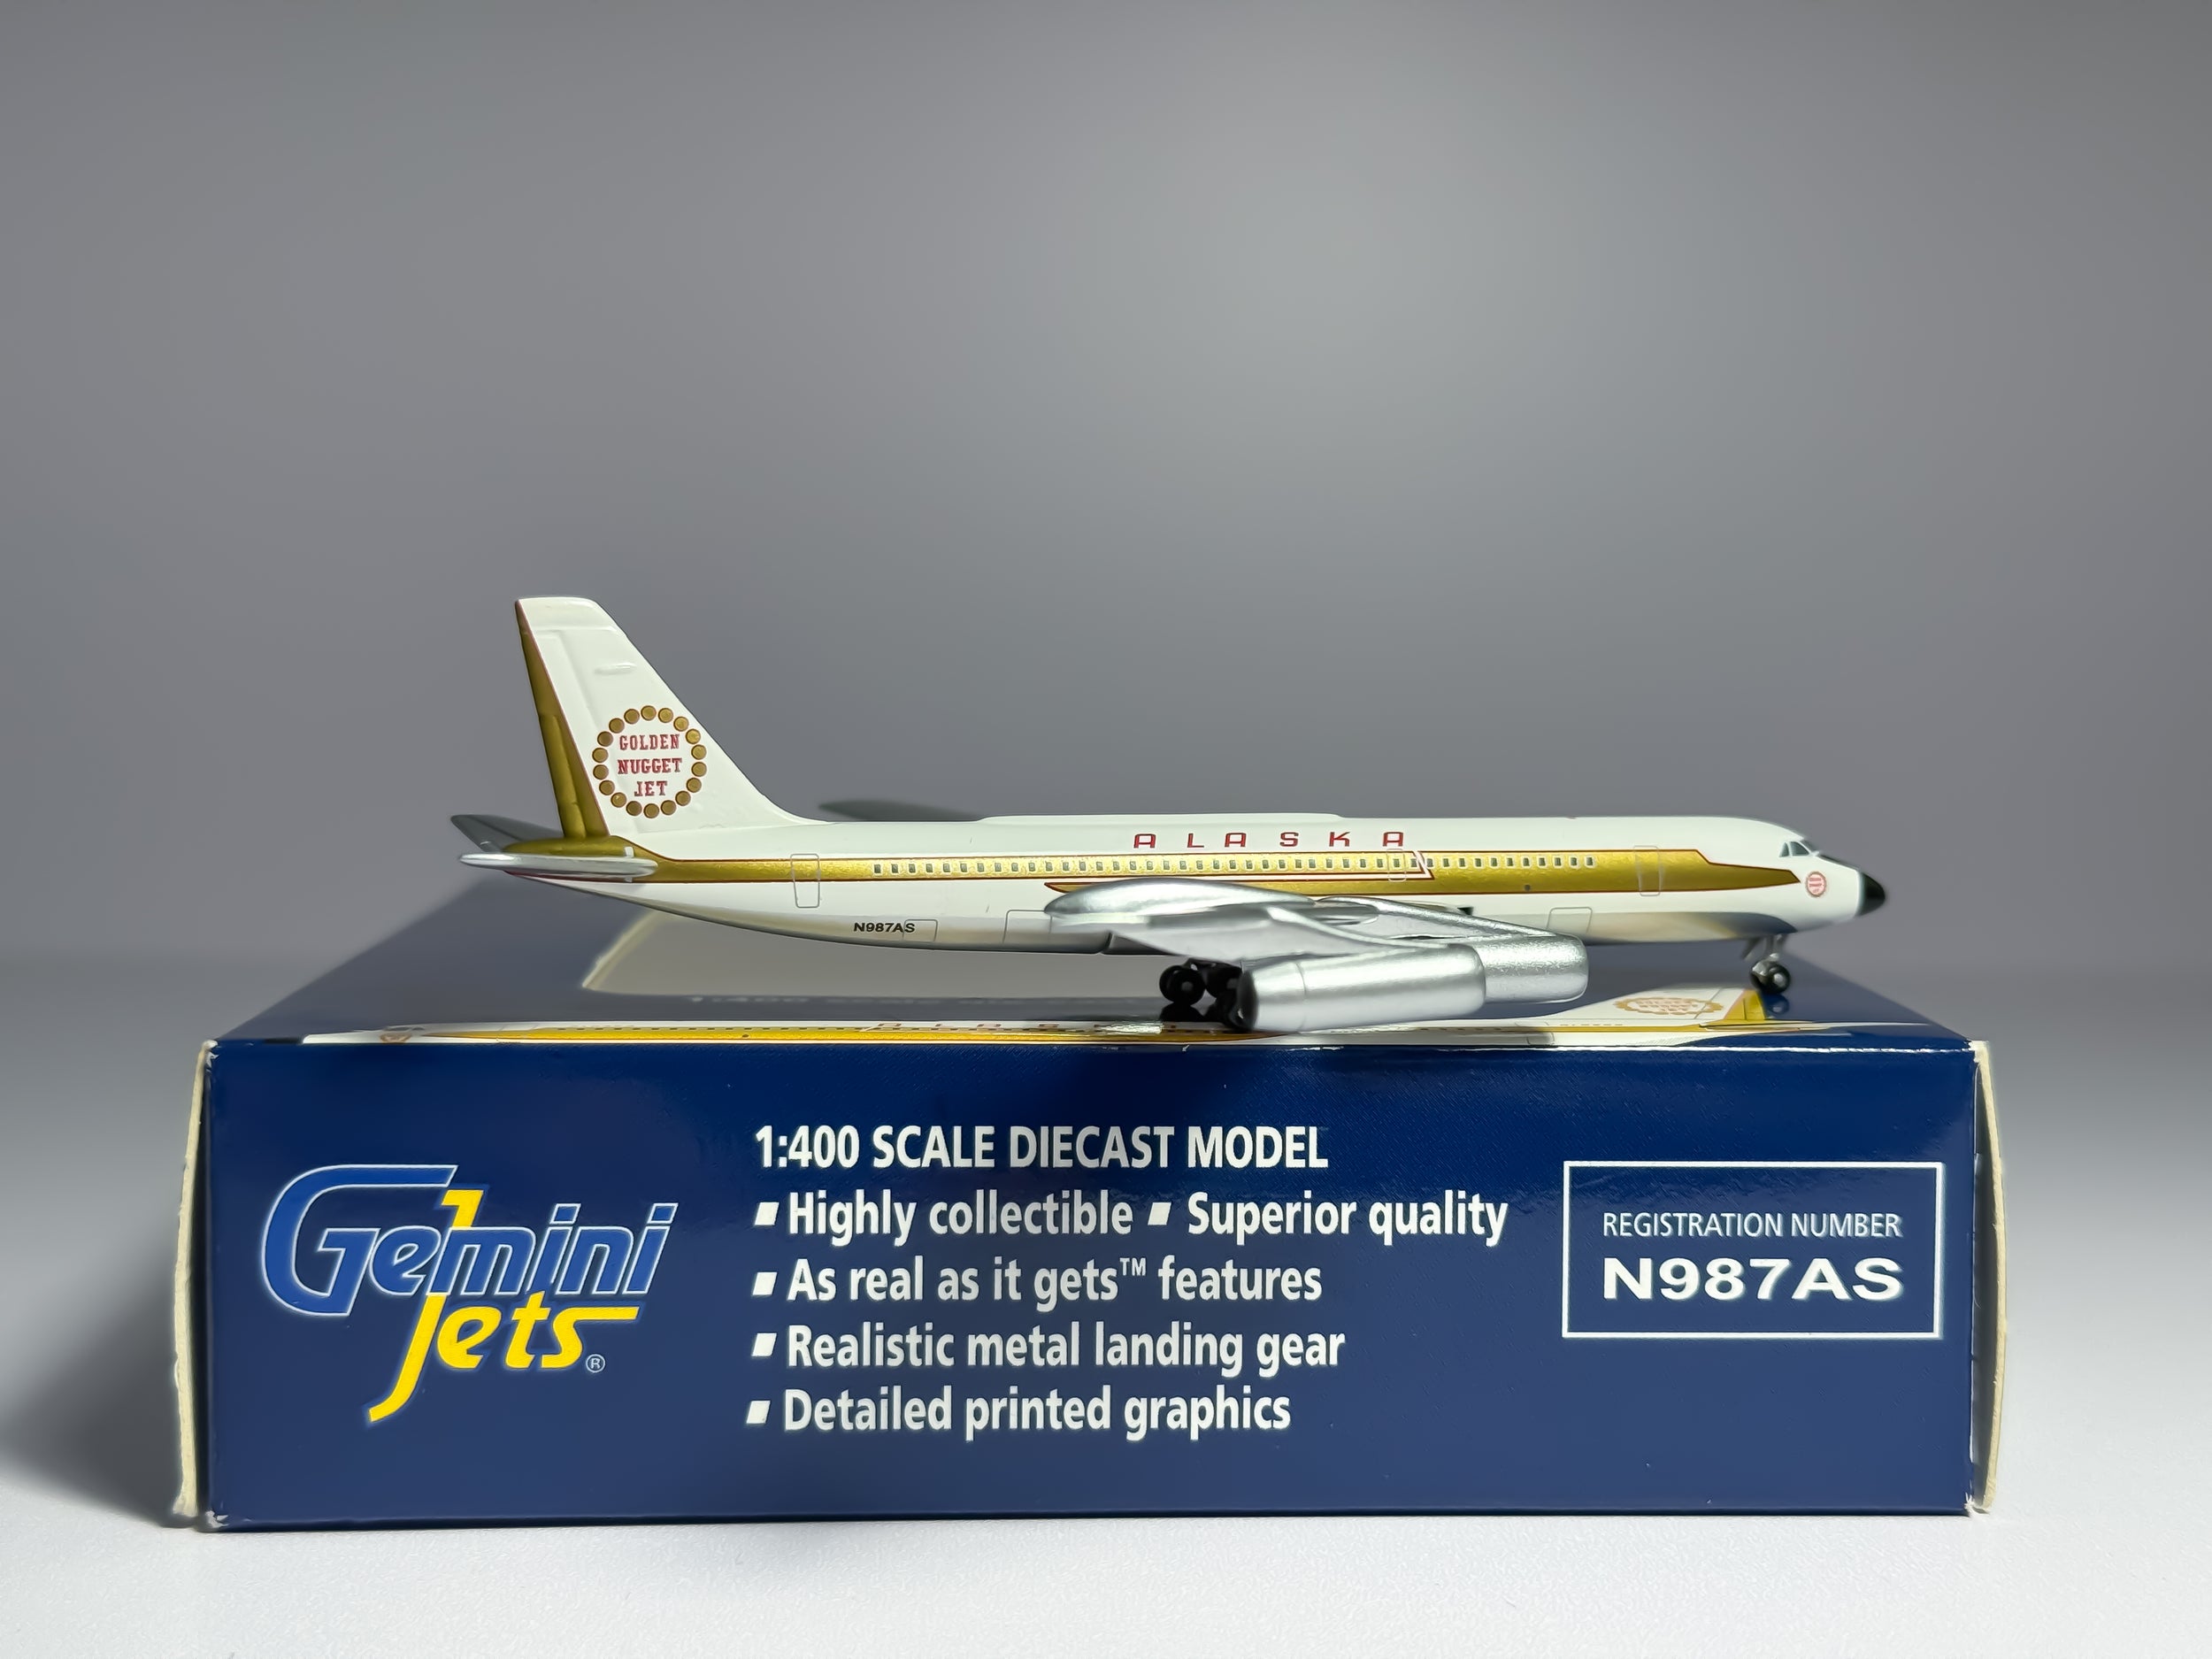 GOLDEN
NUGGET
JET
ALASKA
N987AS
1:400 SCALE DIECAST MODEL
▪ Highly collectible ▪ Superior quality
▪ As real as it gets™ features
▪ Realistic metal landing gear
▪ Detailed printed graphics
Gemini
Jets®
REGISTRATION NUMBER
N987AS